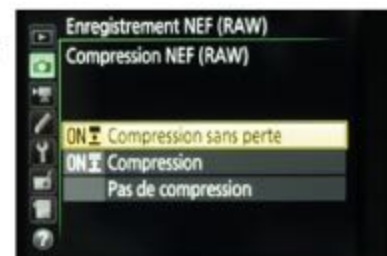 Enregistrement NEF (RAW)
Compression NEF (RAW)
ON Compression sans perte
ON Compression
Pas de compression
?